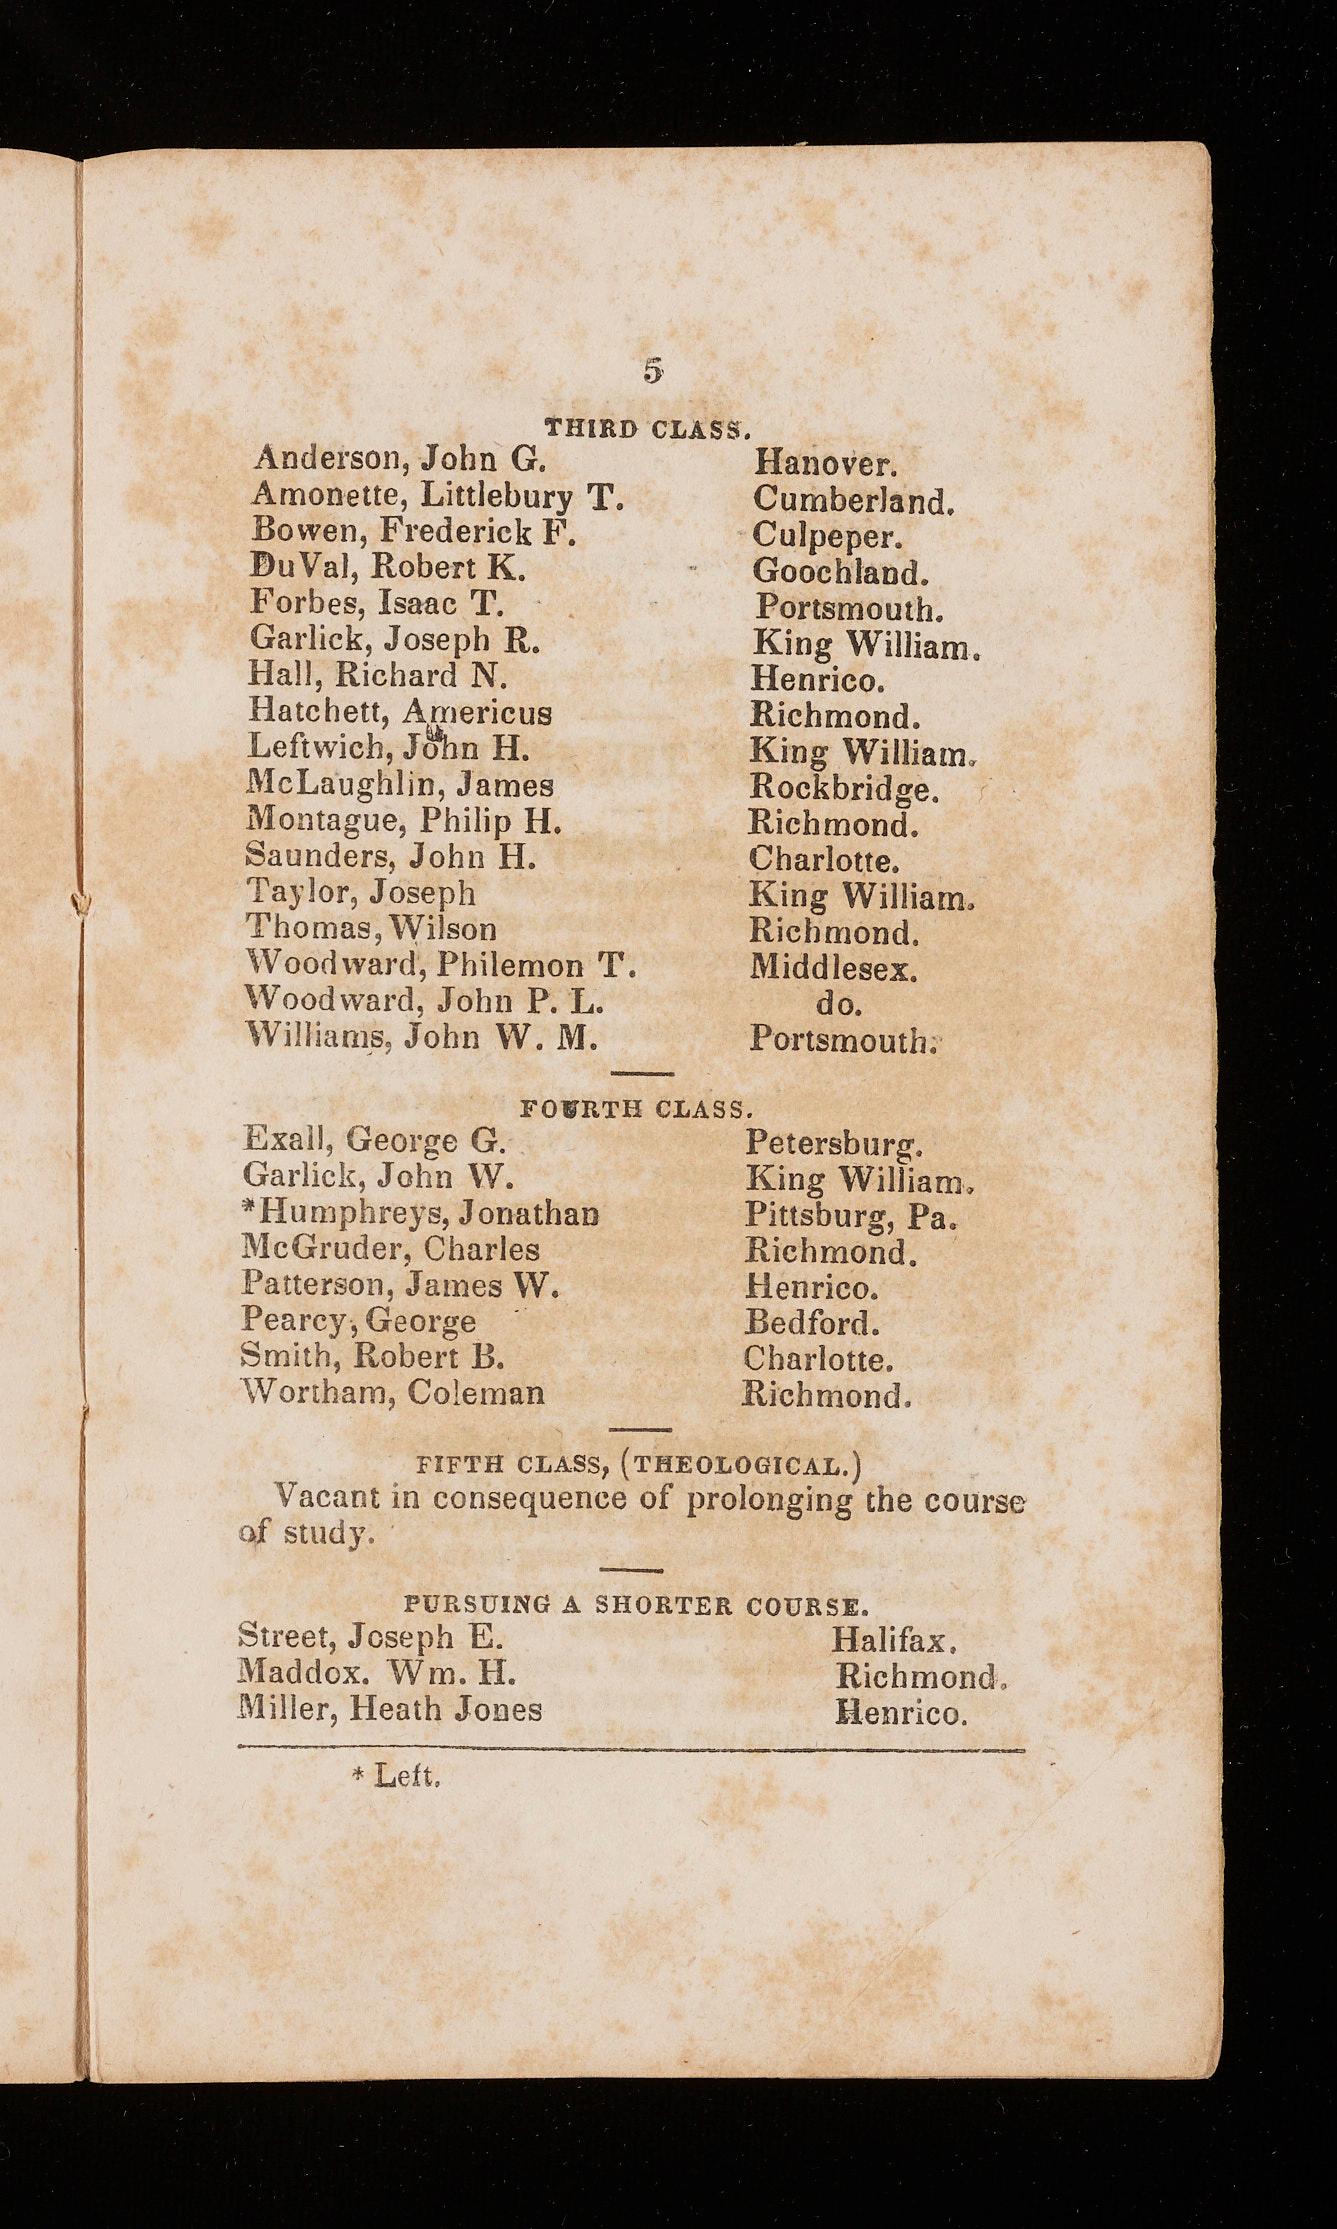 5
THIRD CLASS.
Anderson, John G. Hanover.
Amonette, Littlebury T. Cumberland.
Bowen, Frederick F. Culpeper.
DuVal, Robert K. Goochland.
Forbes, Isaac T. Portsmouth.
Garlick, Joseph R. King William.
Hall, Richard N. Henrico.
Hatchett, Americus Richmond.
Leftwich, John H. King William.
McLaughlin, James Rockbridge.
Montague, Philip H. Richmond.
Saunders, John H. Charlotte.
Taylor, Joseph King William.
Thomas, Wilson Richmond.
Woodward, Philemon T. Middlesex.
Woodward, John P. L. do.
Williams, John W. M. Portsmouth.
FOURTH CLASS.
Exall, George G. Petersburg.
Garlick, John W. King William.
*Humphreys, Jonathan Pittsburg, Pa.
McGruder, Charles Richmond.
Patterson, James W. Henrico.
Pearcy, George Bedford.
Smith, Robert B. Charlotte.
Wortham, Coleman Richmond.
FIFTH CLASS, (THEOLOGICAL.)
Vacant in consequence of prolonging the course
of study.
PURSUING A SHORTER COURSE.
Street, Joseph E. Halifax.
Maddox. Wm. H. Richmond.
Miller, Heath Jones Henrico.
* Left.